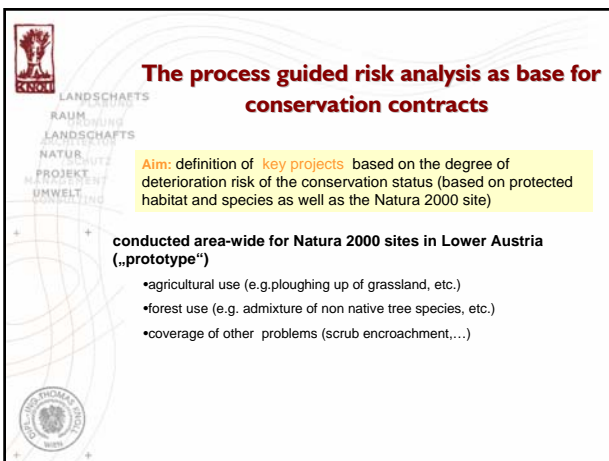 KNOLL
The process guided risk analysis as base for
conservation contracts
LANDSCHAFTS
PLANUNG
RAUM
ORDNUNG
LANDSCHAFTS
ARCHITEKTUR
NATUR
SCHUTZ
PROJEKT
MANAGEMENT
UMWELT
CONSULTING
Aim: definition of key projects based on the degree of
deterioration risk of the conservation status (based on protected
habitat and species as well as the Natura 2000 site)
conducted area-wide for Natura 2000 sites in Lower Austria
(„prototype“)
•agricultural use (e.g.ploughing up of grassland, etc.)
•forest use (e.g. admixture of non native tree species, etc.)
•coverage of other problems (scrub encroachment,...)
DIPL.-ING. THOMAS KNOLL
WIEN